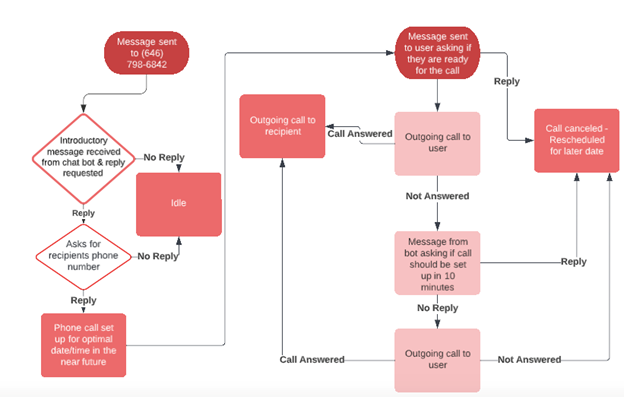 Message sent
to (646)
798-6842
Introductory
message received
from chat bot & reply
requested
No Reply
Idle
Reply
Asks for
recipients phone
number
No Reply
Reply
Phone call set
up for optimal
date/time in the
near future
Message sent
to user asking if
they are ready
for the call
Reply
Outgoing call to
recipient
Call Answered
Outgoing call to
user
Call canceled -
Rescheduled
for later date
Not Answered
Message from
bot asking if call
should be set
up in 10
minutes
Reply
No Reply
Call Answered
Outgoing call to
user
Not Answered